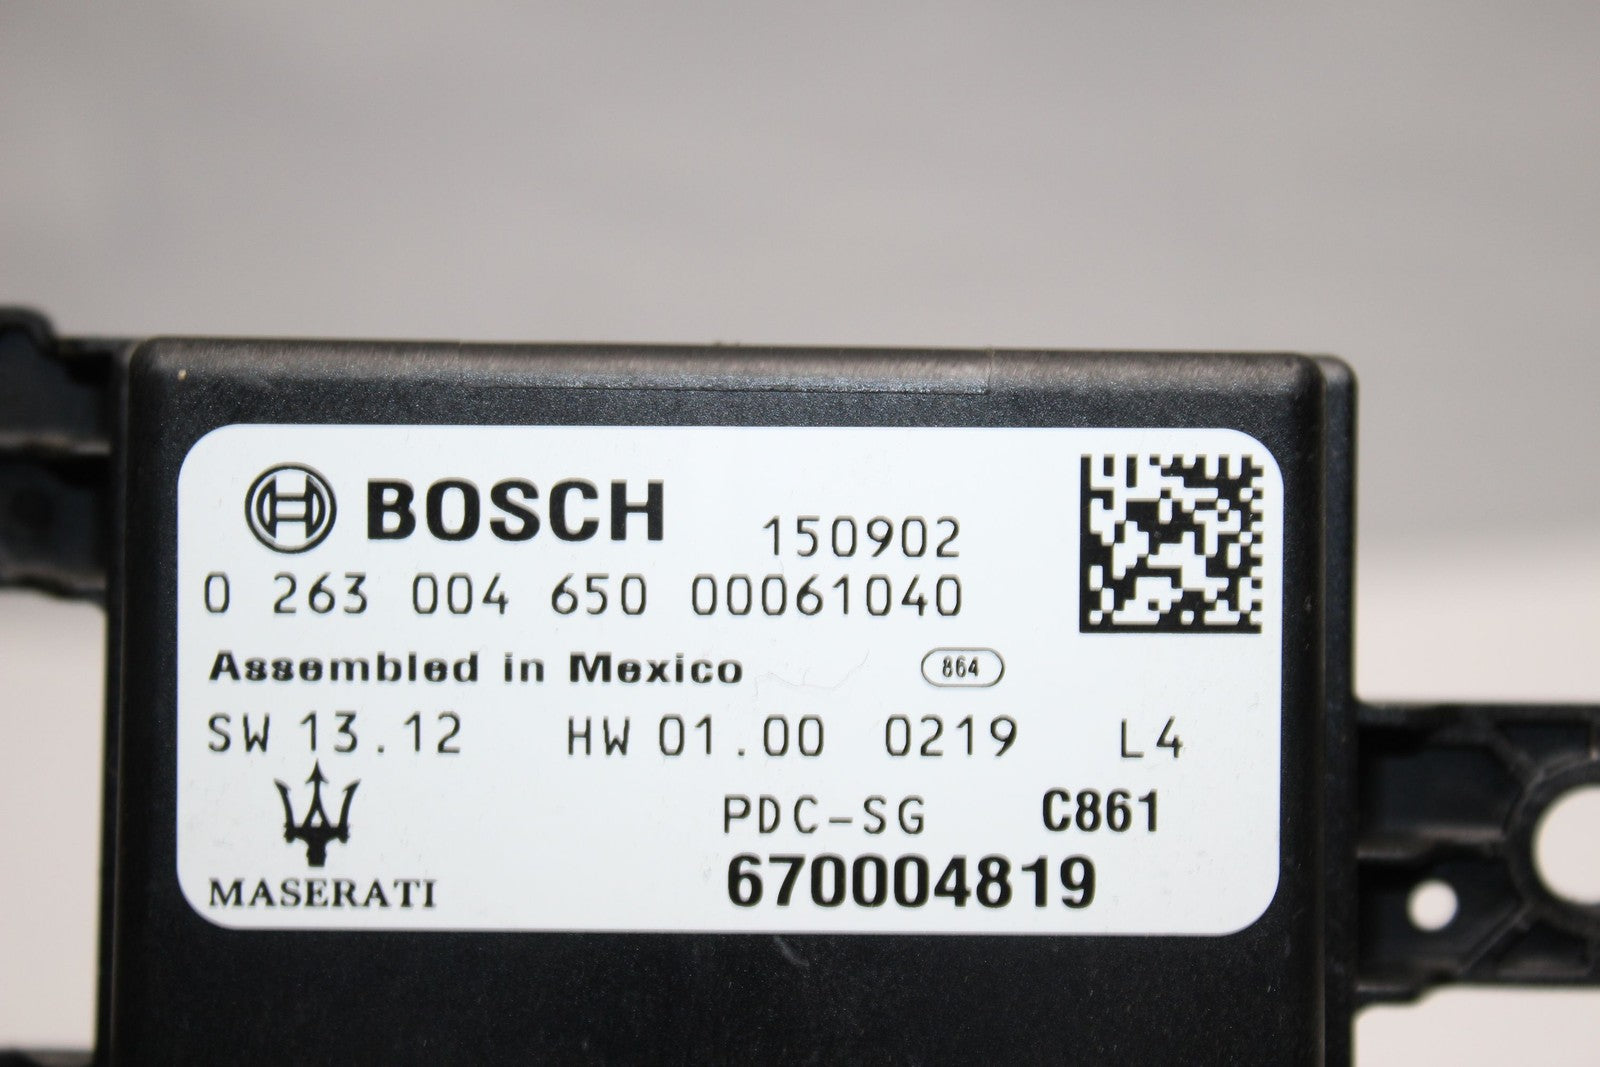 BOSCH 150902
0 263 004 650 00061040
Assembled in Mexico 864
SW 13.12 HW 01.00 0219 L4
PDC-SG C861
MASERATI 670004819